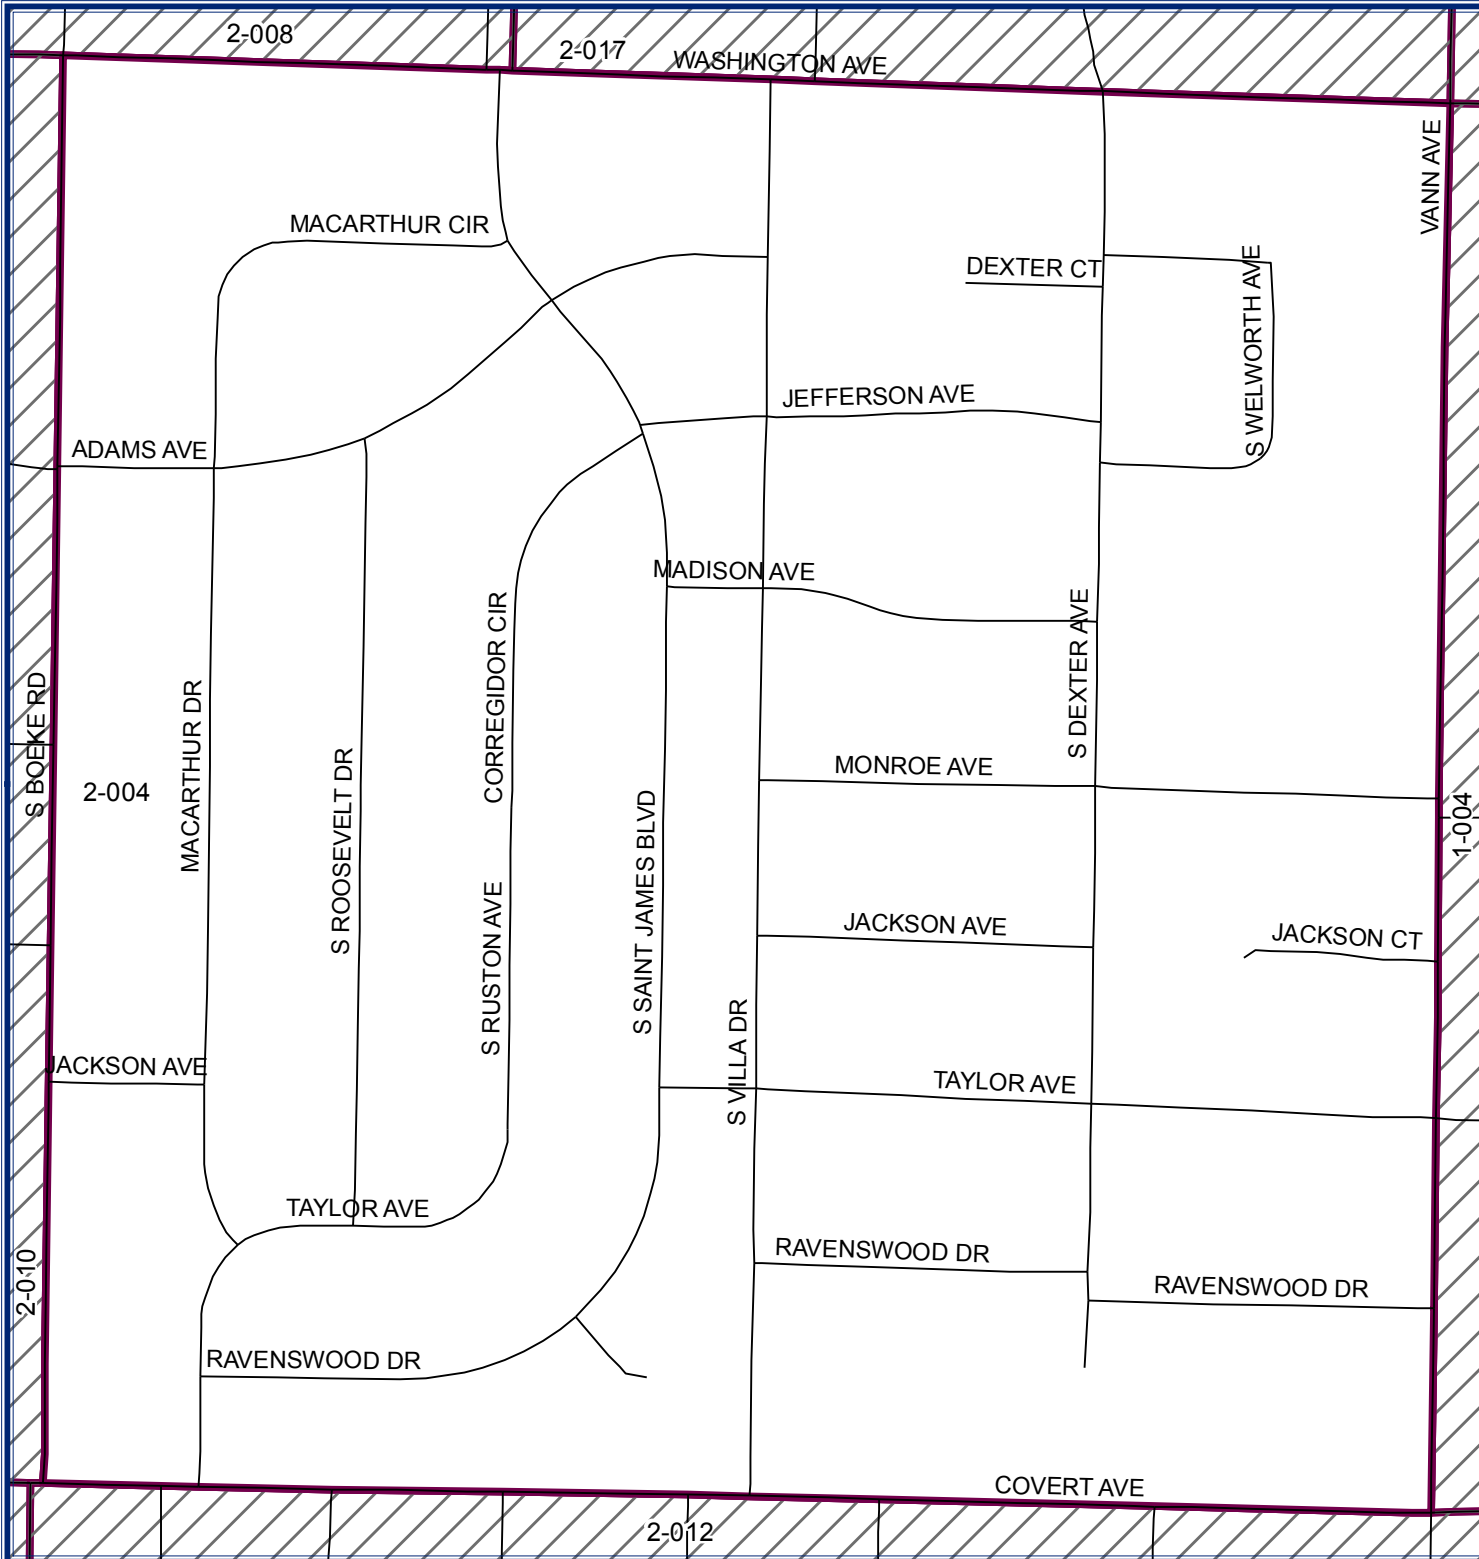 2-008
2-017
WASHINGTON AVE
VANN AVE
MACARTHUR CIR
DEXTER CT
S WELWORTH AVE
JEFFERSON AVE
ADAMS AVE
MADISON AVE
CORREGIDOR CIR
S DEXTER AVE
S BOEKE RD
MACARTHUR DR
S ROOSEVELT DR
MONROE AVE
2-004
S SAINT JAMES BLVD
1-004
S RUSTON AVE
JACKSON AVE
JACKSON CT
S VILLA DR
JACKSON AVE
TAYLOR AVE
TAYLOR AVE
RAVENSWOOD DR
2-010
RAVENSWOOD DR
RAVENSWOOD DR
COVERT AVE
2-012